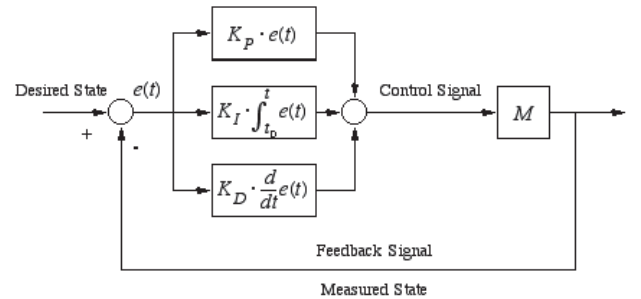 K_P · e(t)
Desired State
e(t)
Control Signal
+
-
K_I · ∫_{t_0}^{t} e(t)
M
K_D · d/dt e(t)
Feedback Signal
Measured State